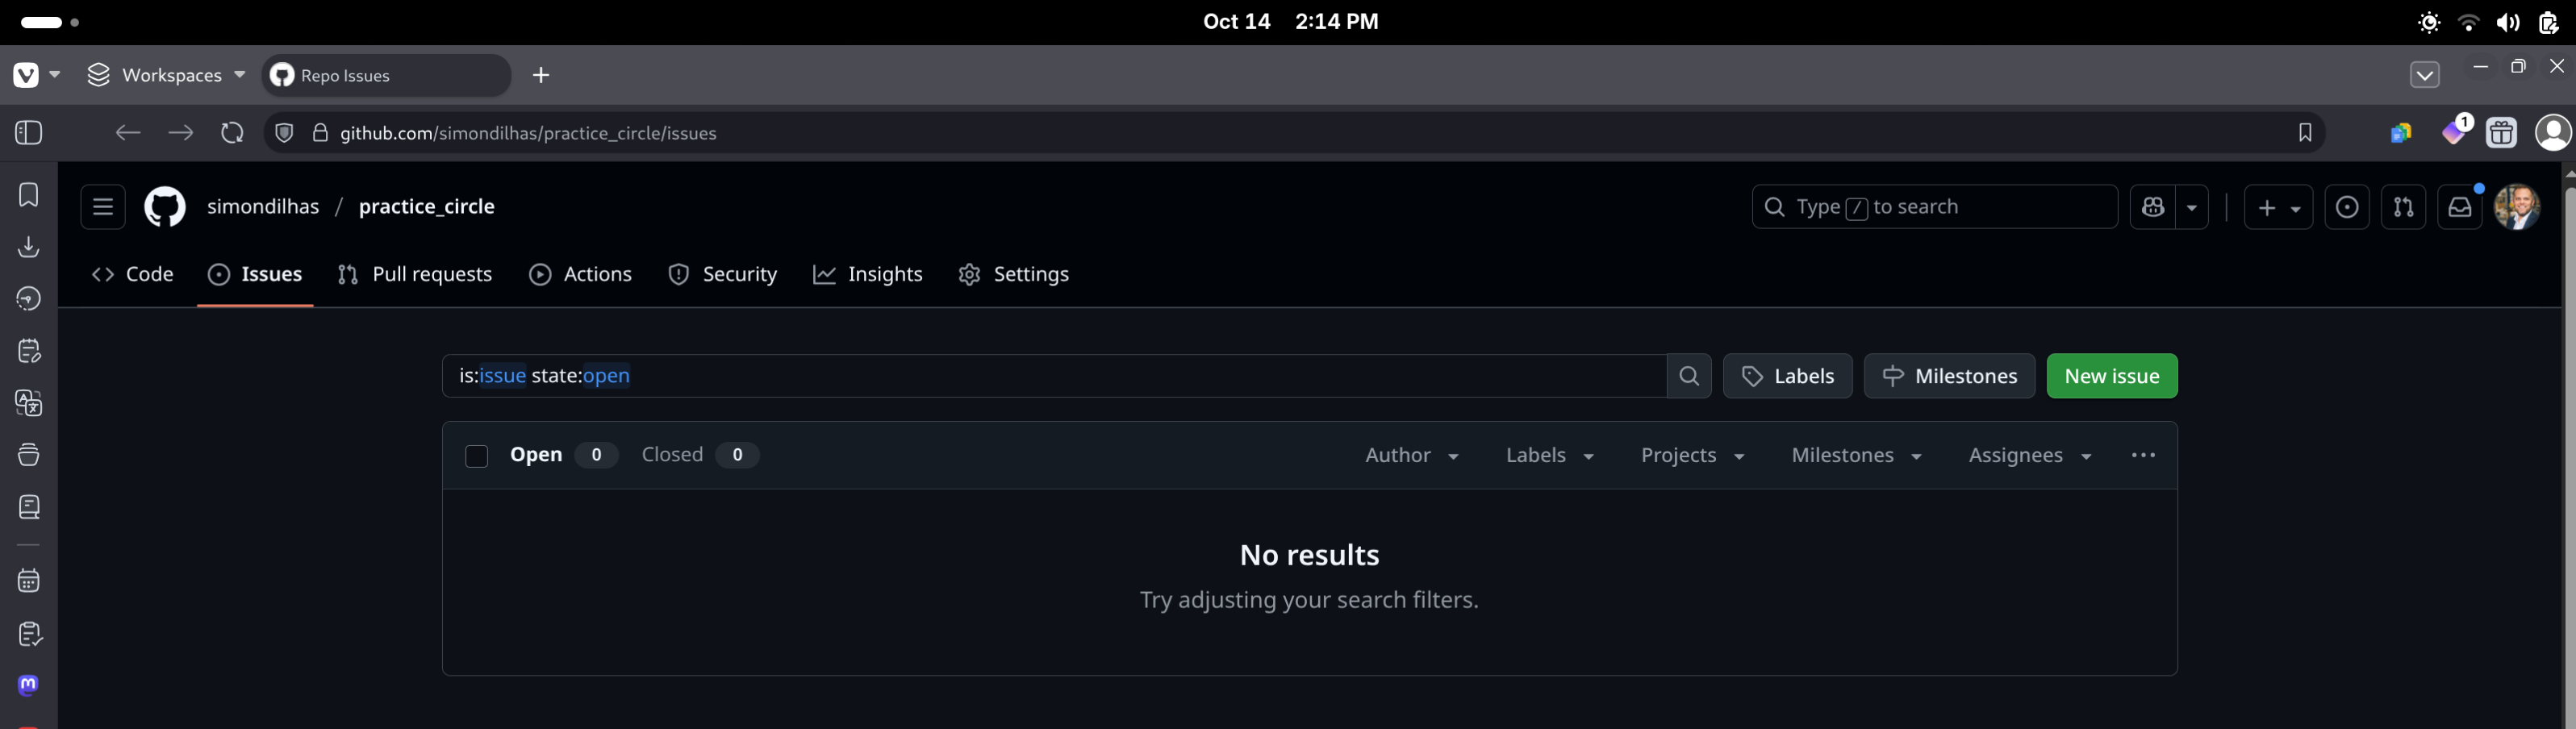 Oct 14 2:14 PM
Workspaces Repo Issues
github.com/simondilhas/practice_circle/issues
1
simondilhas / practice_circle Type / to search
Code Issues Pull requests Actions Security Insights Settings
is:issue state:open Labels Milestones New issue
Open 0 Closed 0 Author Labels Projects Milestones Assignees
No results
Try adjusting your search filters.